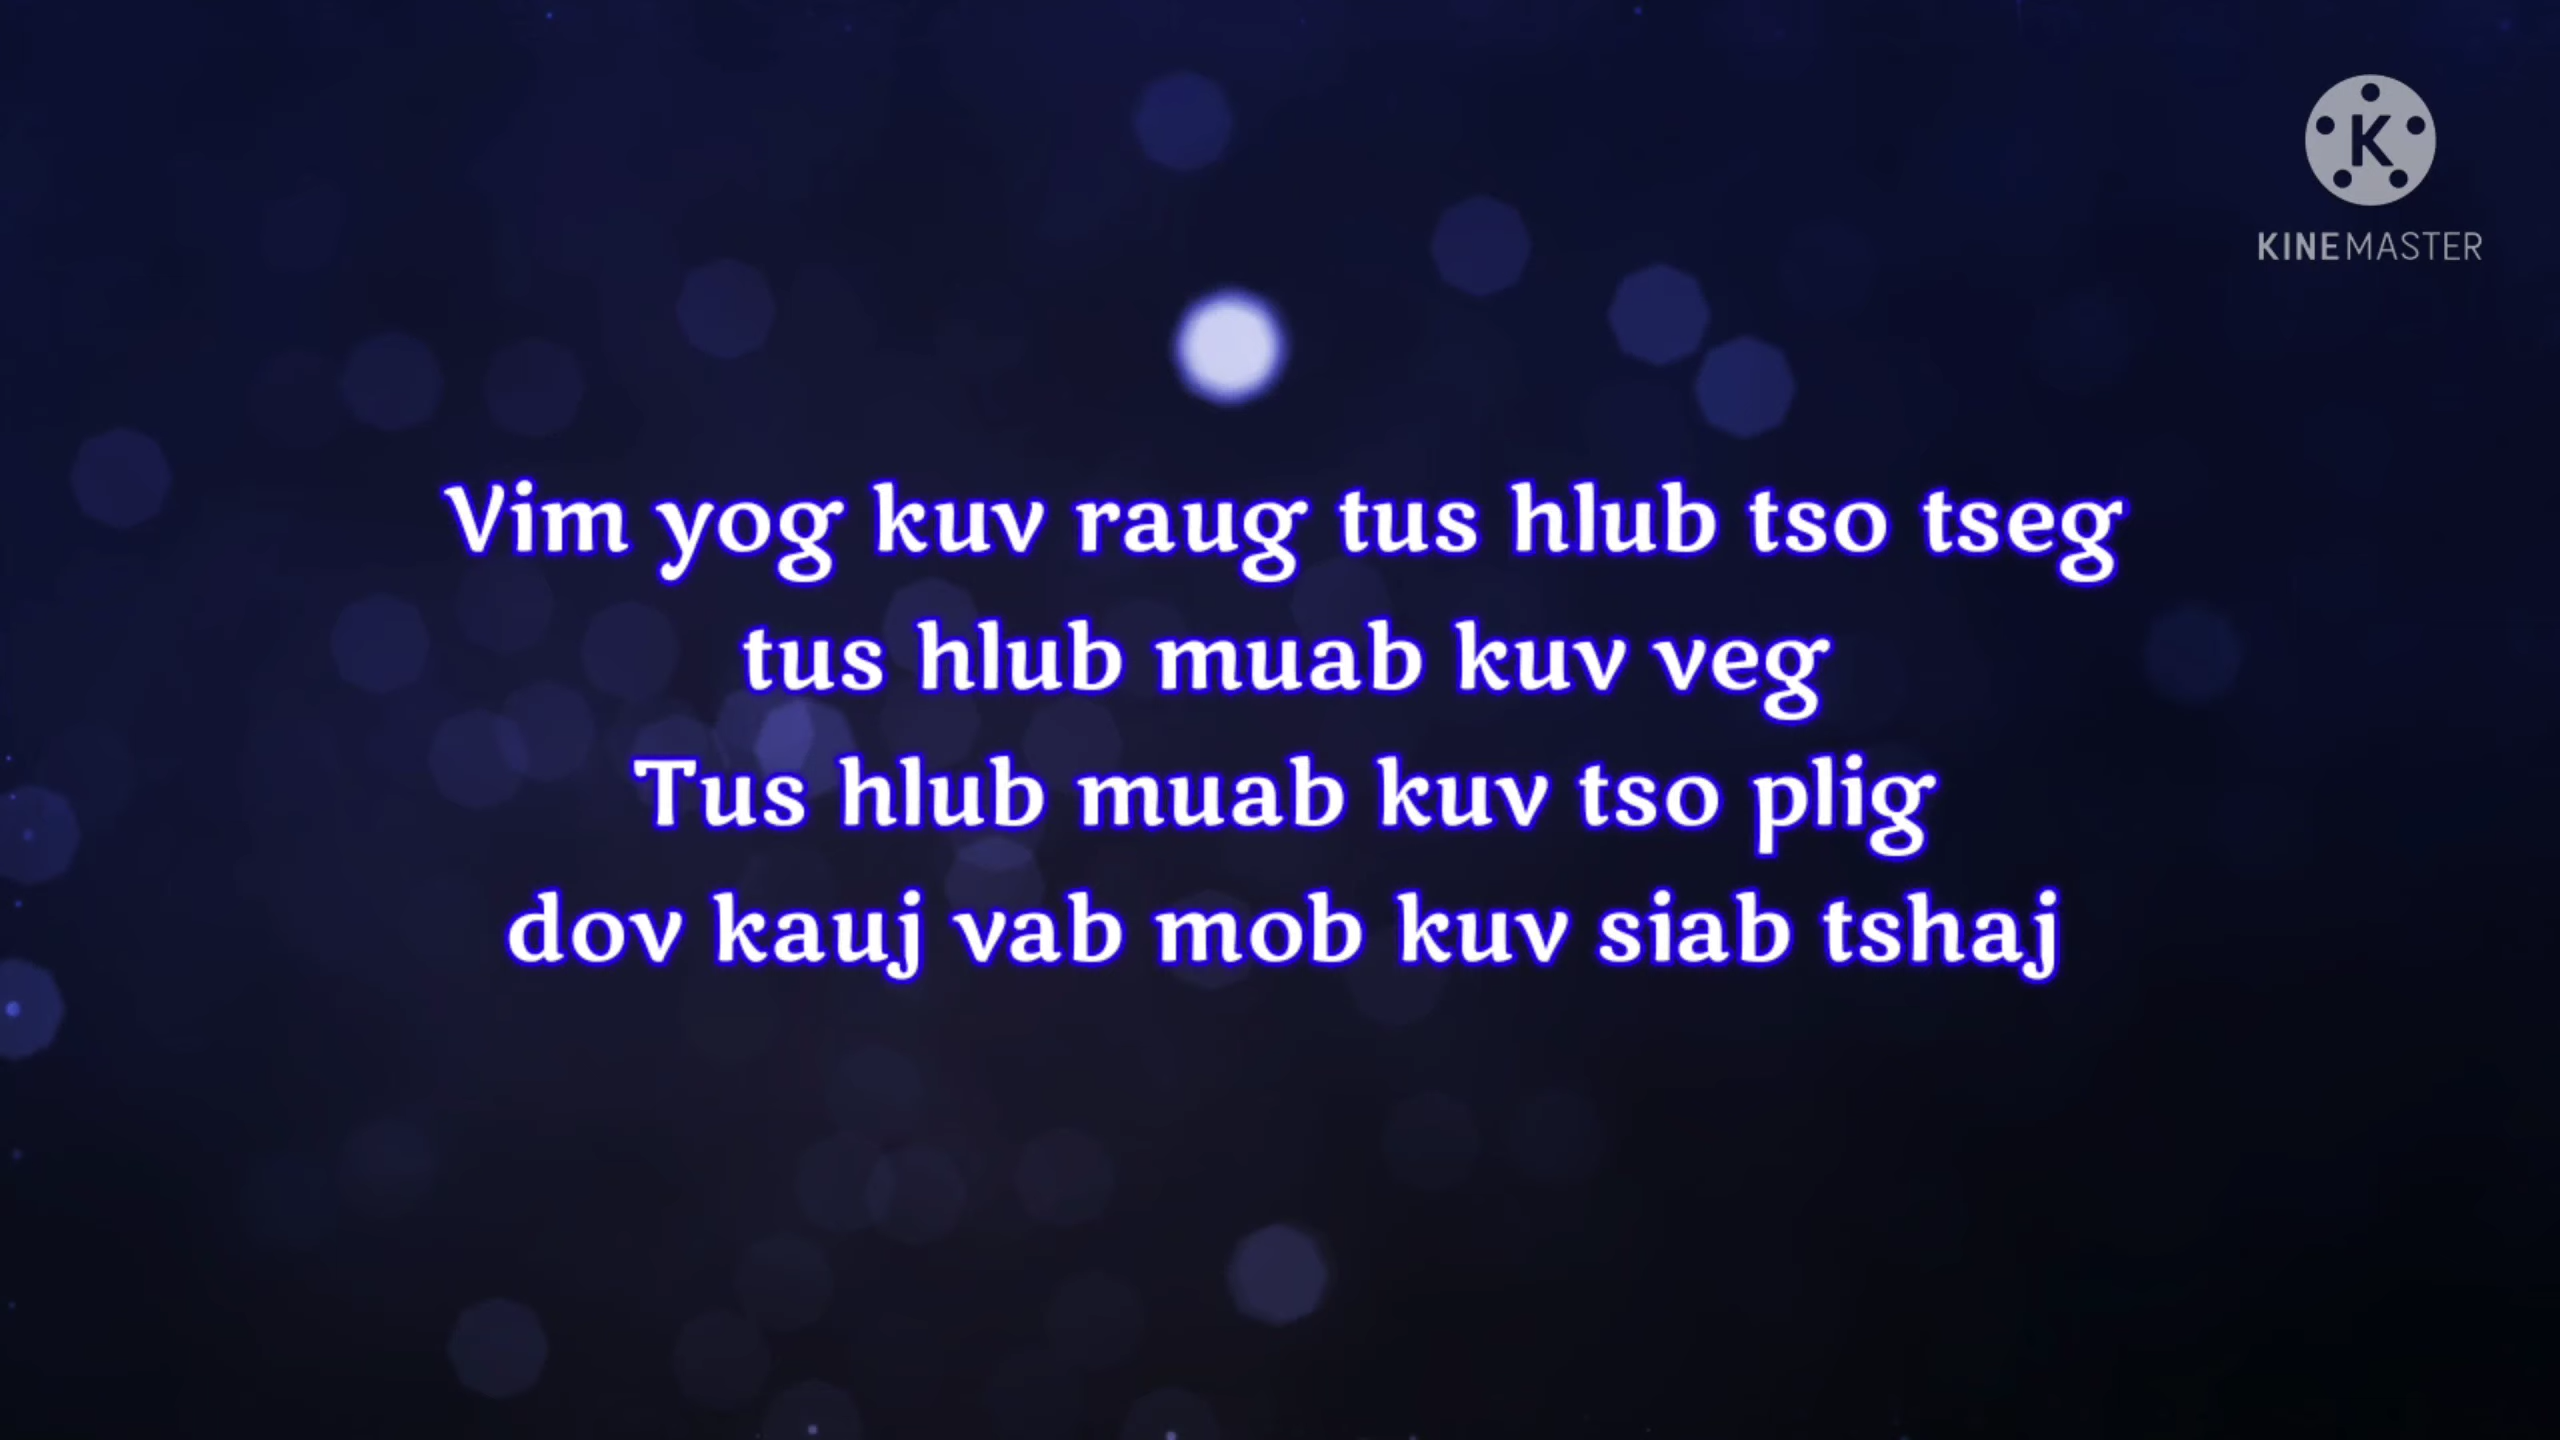 K
KINEMASTER
Vim yog kuv raug tus hlub tso tseg
tus hlub muab kuv veg
Tus hlub muab kuv tso plig
dov kauj vab mob kuv siab tshaj